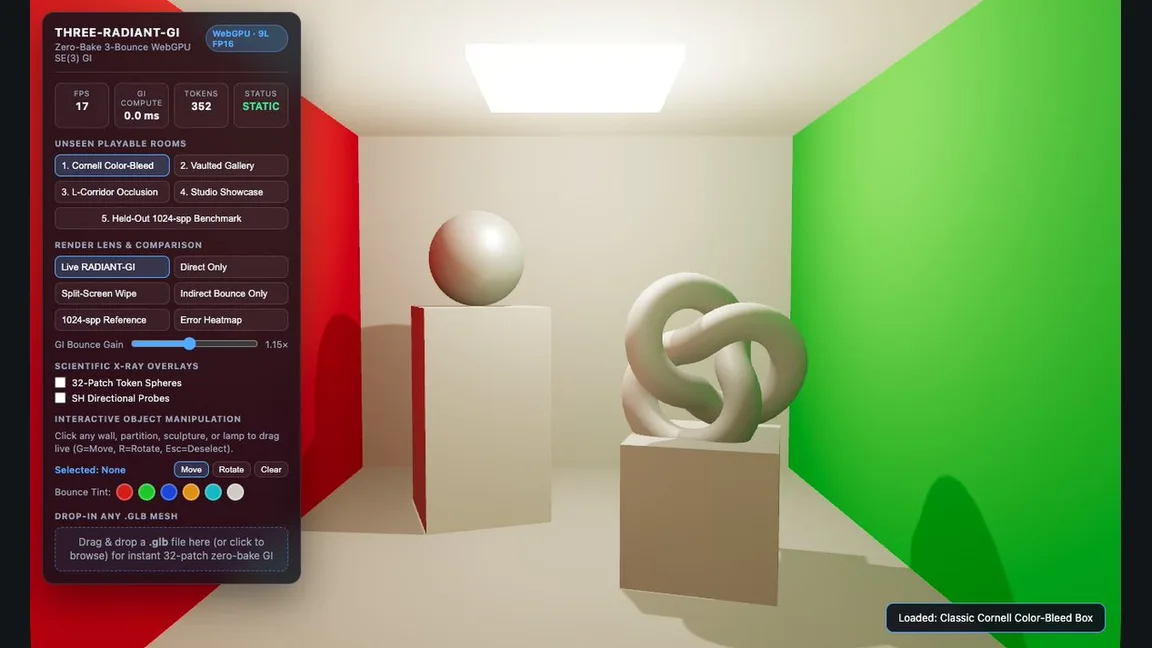 THREE-RADIANT-GI
Zero-Bake 3-Bounce WebGPU
SE(3) GI
WebGPU · 9L
FP16
FPS
17
GI
COMPUTE
0.0 ms
TOKENS
352
STATUS
STATIC
UNSEEN PLAYABLE ROOMS
1. Cornell Color-Bleed
2. Vaulted Gallery
3. L-Corridor Occlusion
4. Studio Showcase
5. Held-Out 1024-spp Benchmark
RENDER LENS & COMPARISON
Live RADIANT-GI
Direct Only
Split-Screen Wipe
Indirect Bounce Only
1024-spp Reference
Error Heatmap
GI Bounce Gain
1.15×
SCIENTIFIC X-RAY OVERLAYS
32-Patch Token Spheres
SH Directional Probes
INTERACTIVE OBJECT MANIPULATION
Click any wall, partition, sculpture, or lamp to drag
live (G=Move, R=Rotate, Esc=Deselect).
Selected: None
Move
Rotate
Clear
Bounce Tint:
DROP-IN ANY .GLB MESH
Drag & drop a .glb file here (or click to
browse) for instant 32-patch zero-bake GI
Loaded: Classic Cornell Color-Bleed Box